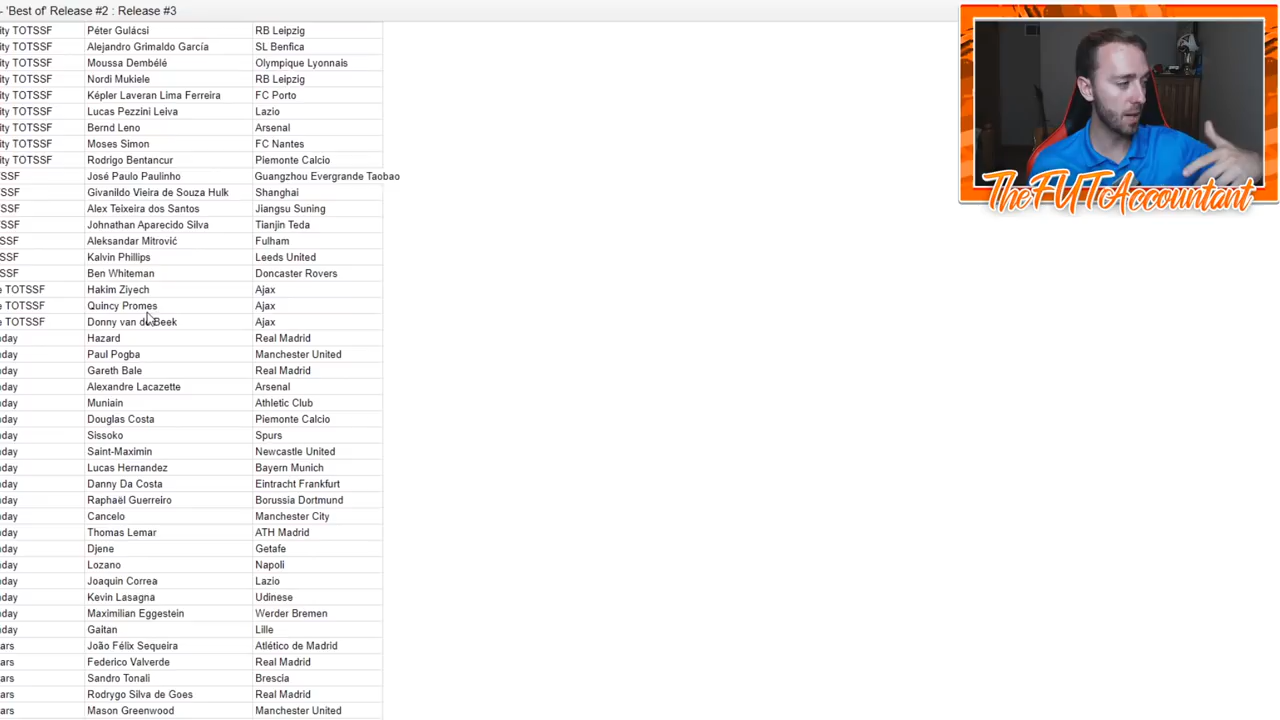 - 'Best of' Release #2 : Release #3
ity TOTSSF Péter Gulácsi RB Leipzig
ity TOTSSF Alejandro Grimaldo García SL Benfica
ity TOTSSF Moussa Dembélé Olympique Lyonnais
ity TOTSSF Nordi Mukiele RB Leipzig
ity TOTSSF Képler Laveran Lima Ferreira FC Porto
ity TOTSSF Lucas Pezzini Leiva Lazio
ity TOTSSF Bernd Leno Arsenal
ity TOTSSF Moses Simon FC Nantes
ity TOTSSF Rodrigo Bentancur Piemonte Calcio
SSF José Paulo Paulinho Guangzhou Evergrande Taobao
SSF Givanildo Vieira de Souza Hulk Shanghai
SSF Alex Teixeira dos Santos Jiangsu Suning
SSF Johnathan Aparecido Silva Tianjin Teda
SSF Aleksandar Mitrović Fulham
SSF Kalvin Phillips Leeds United
SSF Ben Whiteman Doncaster Rovers
e TOTSSF Hakim Ziyech Ajax
e TOTSSF Quincy Promes Ajax
e TOTSSF Donny van de Beek Ajax
day Hazard Real Madrid
day Paul Pogba Manchester United
day Gareth Bale Real Madrid
day Alexandre Lacazette Arsenal
day Muniain Athletic Club
day Douglas Costa Piemonte Calcio
day Sissoko Spurs
day Saint-Maximin Newcastle United
day Lucas Hernandez Bayern Munich
day Danny Da Costa Eintracht Frankfurt
day Raphaël Guerreiro Borussia Dortmund
day Cancelo Manchester City
day Thomas Lemar ATH Madrid
day Djene Getafe
day Lozano Napoli
day Joaquin Correa Lazio
day Kevin Lasagna Udinese
day Maximilian Eggestein Werder Bremen
day Gaitan Lille
ars João Félix Sequeira Atlético de Madrid
ars Federico Valverde Real Madrid
ars Sandro Tonali Brescia
ars Rodrygo Silva de Goes Real Madrid
ars Mason Greenwood Manchester United
TheFUTAccountant